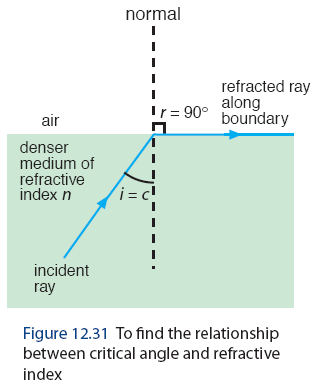 normal
refracted ray
along
boundary
r = 90°
air
denser
medium of
refractive
index n
i = c
incident
ray
Figure 12.31 To find the relationship
between critical angle and refractive
index